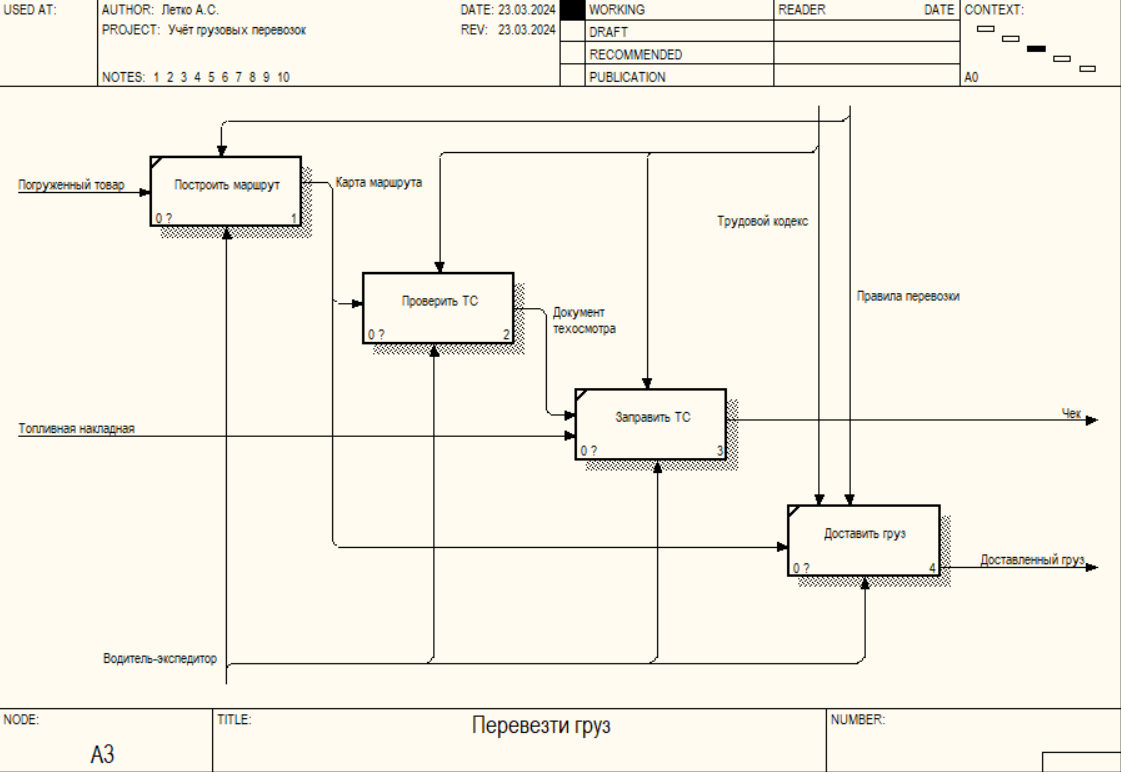 USED AT:
AUTHOR: Летко А.С.
DATE: 23.03.2024
PROJECT: Учёт грузовых перевозок
REV: 23.03.2024
NOTES: 1 2 3 4 5 6 7 8 9 10
WORKING
DRAFT
RECOMMENDED
PUBLICATION
READER
DATE
CONTEXT:
A0
Погруженный товар
Построить маршрут
0 ?
1
Карта маршрута
Трудовой кодекс
Проверить ТС
0 ?
2
Правила перевозки
Документ
техосмотра
Топливная накладная
Заправить ТС
0 ?
3
Чек
Доставить груз
0 ?
4
Доставленный груз
Водитель-экспедитор
NODE:
A3
TITLE:
Перевезти груз
NUMBER: